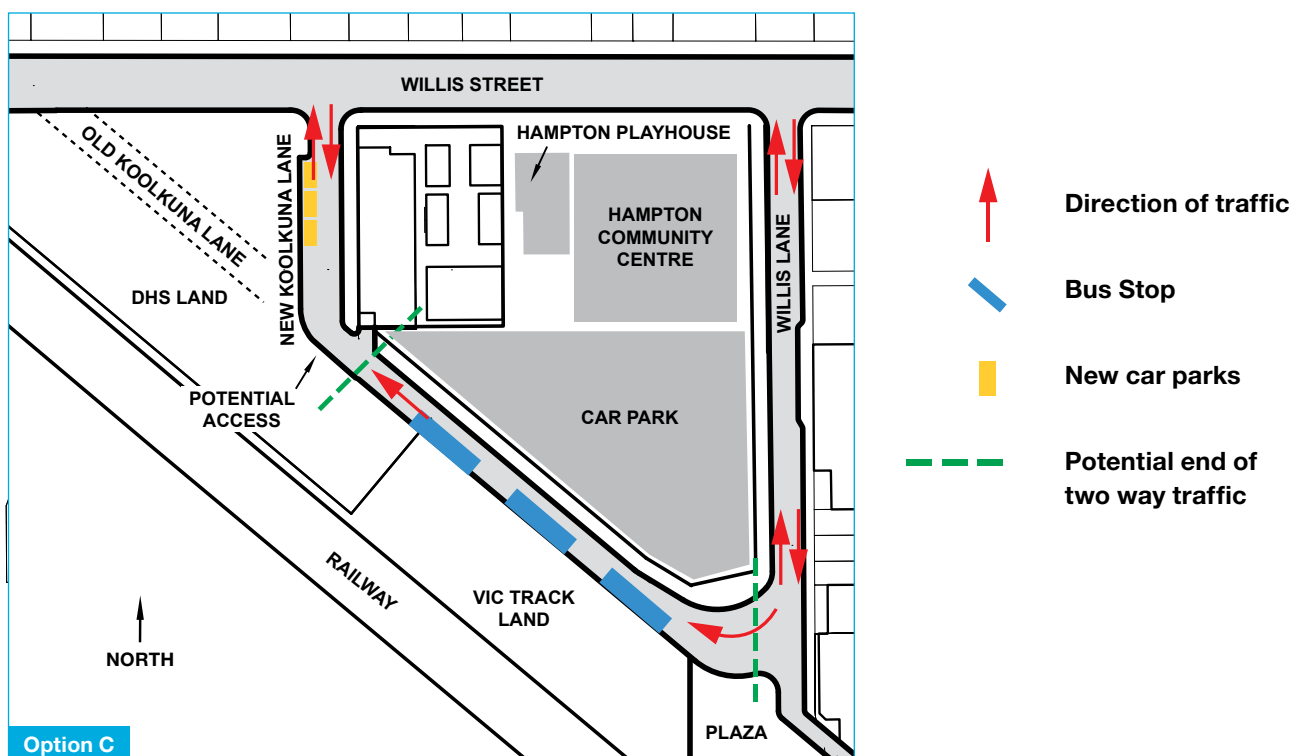 WILLIS STREET
OLD KOOLKUNA LANE
NEW KOOLKUNA LANE
HAMPTON PLAYHOUSE
HAMPTON
COMMUNITY
CENTRE
WILLIS LANE
DHS LAND
POTENTIAL
ACCESS
CAR PARK
RAILWAY
VIC TRACK
LAND
NORTH
PLAZA
Option C
Direction of traffic
Bus Stop
New car parks
Potential end of
two way traffic